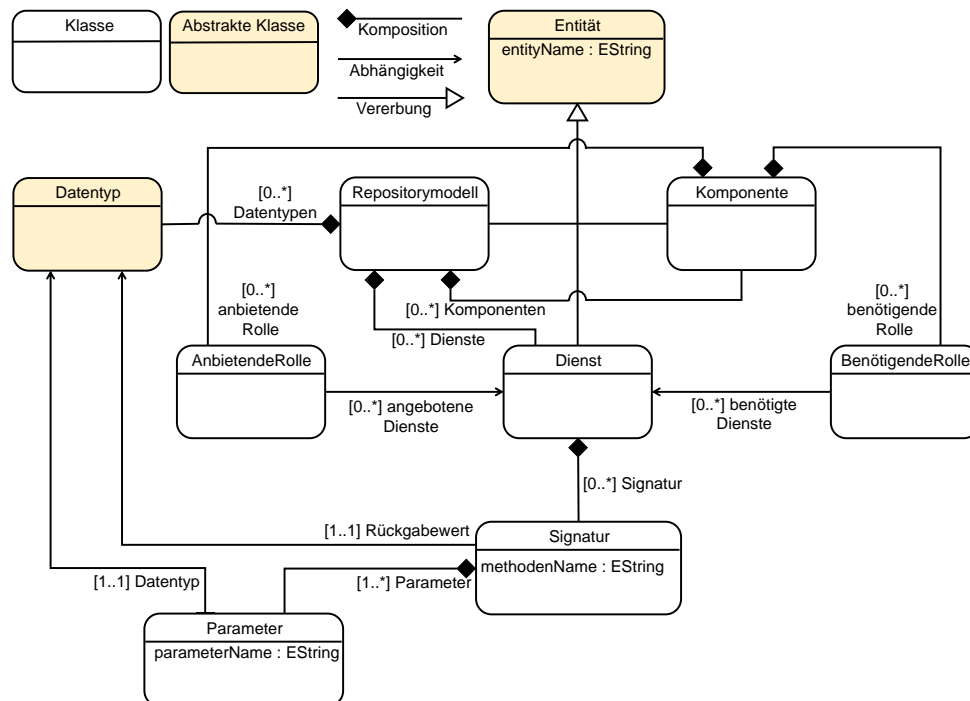 Klasse
Abstrakte Klasse
Komposition
Abhängigkeit
Vererbung
Entität
entityName : EString
Datentyp
[0..*]
Datentypen
Repositorymodell
Komponente
[0..*]
anbietende
Rolle
[0..*] Komponenten
[0..*] Dienste
[0..*]
benötigende
Rolle
AnbietendeRolle
Dienst
BenötigendeRolle
[0..*] angebotene
Dienste
[0..*] benötigte
Dienste
[0..*] Signatur
[1..1] Rückgabewert
Signatur
methodenName : EString
[1..1] Datentyp
[1..*] Parameter
Parameter
parameterName : EString